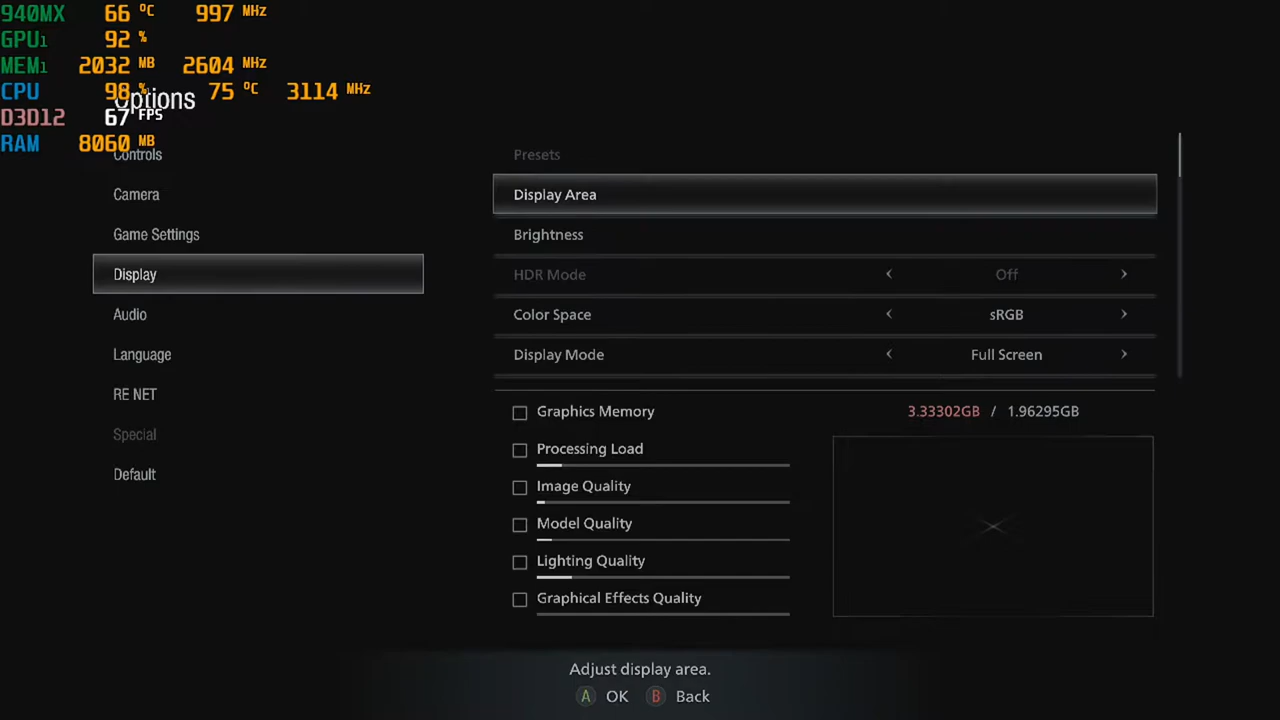 940MX 66 °C 997 MHz
GPU1 92 %
MEM1 2032 MB 2604 MHz
CPU 98 % 75 °C 3114 MHz
Options
D3D12 67 FPS
RAM 8060 MB
Controls
Camera
Game Settings
Display
Audio
Language
RE NET
Special
Default
Presets
Display Area
Brightness
HDR Mode < Off >
Color Space < sRGB >
Display Mode < Full Screen >
Graphics Memory 3.33302GB / 1.96295GB
Processing Load
Image Quality
Model Quality
Lighting Quality
Graphical Effects Quality
Adjust display area.
A OK B Back